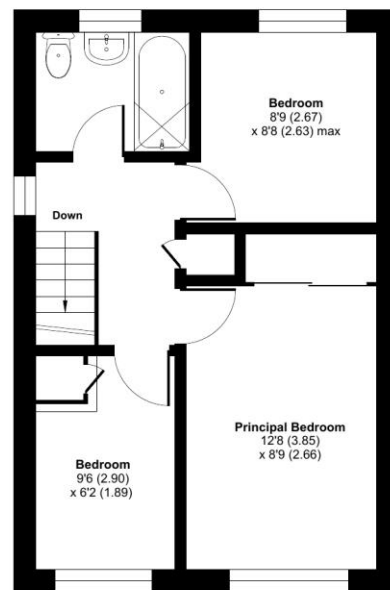 Bedroom
8'9 (2.67)
x 8'8 (2.63) max
Down
Principal Bedroom
12'8 (3.85)
x 8'9 (2.66)
Bedroom
9'6 (2.90)
x 6'2 (1.89)